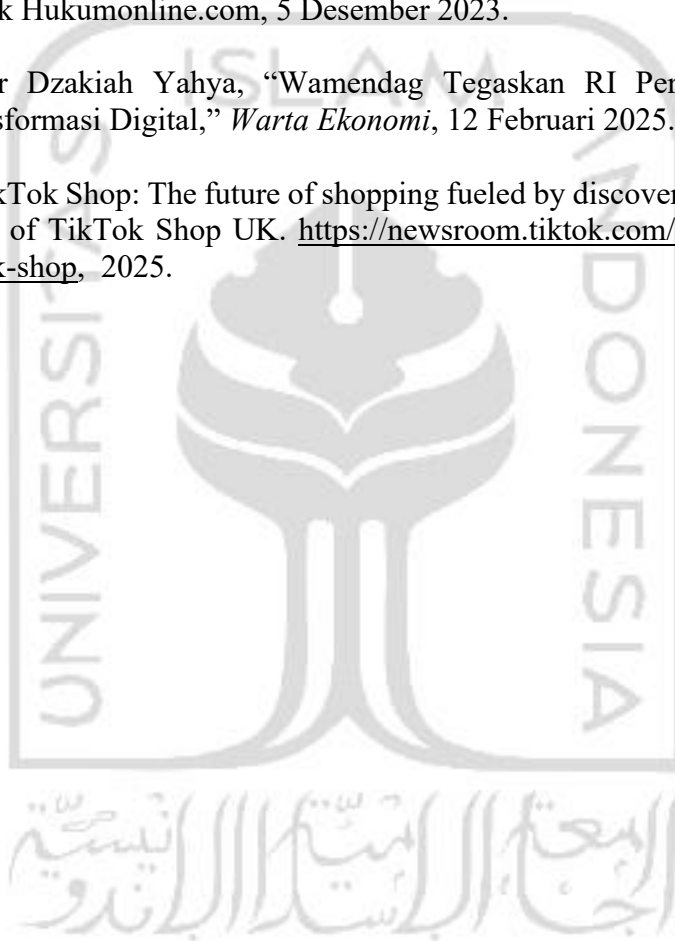 k Hukumonline.com, 5 Desember 2023.
r Dzakiah Yahya, “Wamendag Tegaskan RI Per
sformasi Digital,” Warta Ekonomi, 12 Februari 2025.
kTok Shop: The future of shopping fueled by discover
of TikTok Shop UK. https://newsroom.tiktok.com/
k-shop, 2025.
ISLAM
UNIVERSITAS
INDONESIA